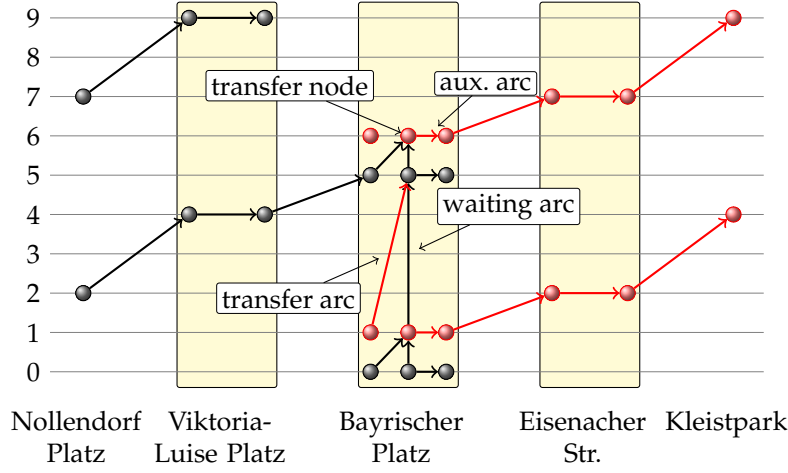 9
8
7
transfer node
aux. arc
6
5
4
waiting arc
3
transfer arc
2
1
0
Nollendorf Platz
Viktoria-Luise Platz
Bayrischer Platz
Eisenacher Str.
Kleistpark